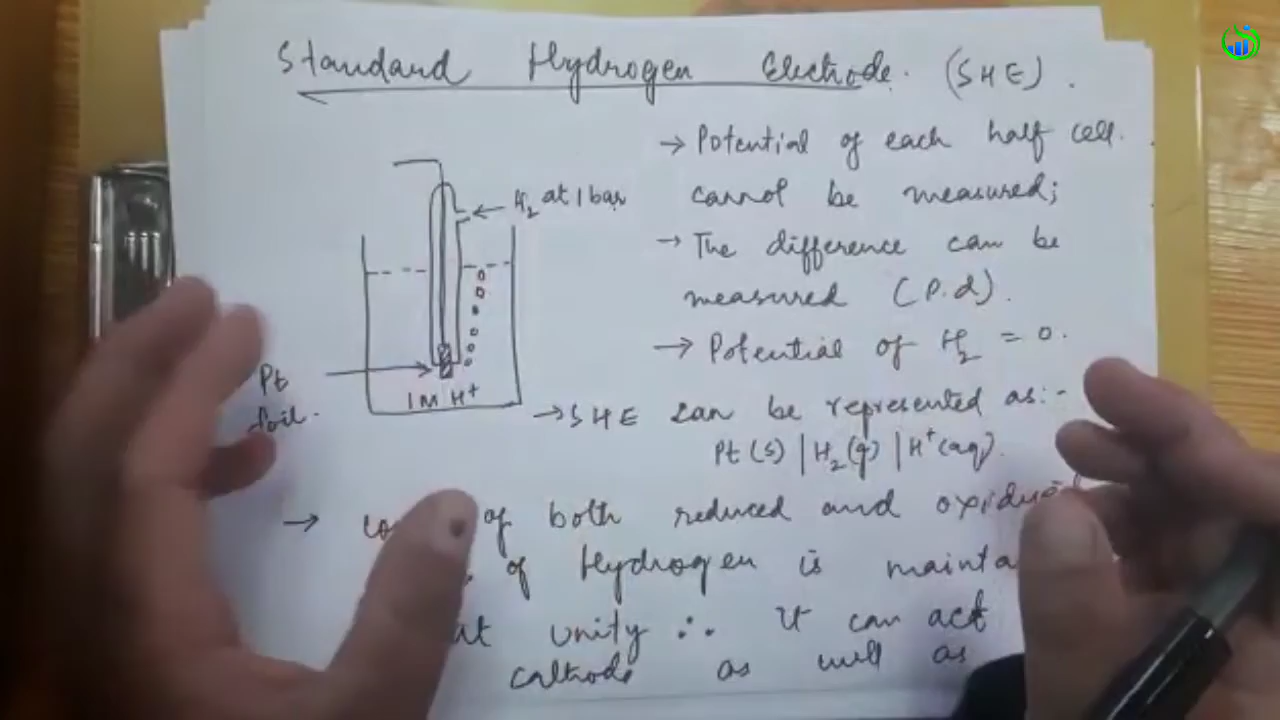 Standard Hydrogen Electrode. (SHE).
→ Potential of each half cell.
cannot be measured;
→ The difference can be
measured (P.d).
→ Potential of H₂ = 0.
→ SHE can be represented as:-
Pt(s) | H₂(g) | H⁺(aq).
H₂ at 1 bar
Pt
foil.
1M H⁺
→ of both reduced and
of Hydrogen is
at unity ∴ It can act
cathode as well as